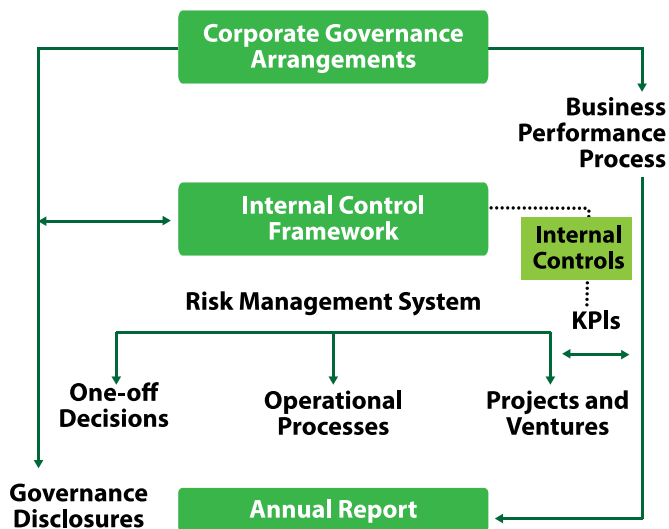 Corporate Governance
Arrangements
Business
Performance
Process
Internal Control
Framework
Internal
Controls
Risk Management System
KPIs
One-off
Decisions
Operational
Processes
Projects and
Ventures
Governance
Disclosures
Annual Report